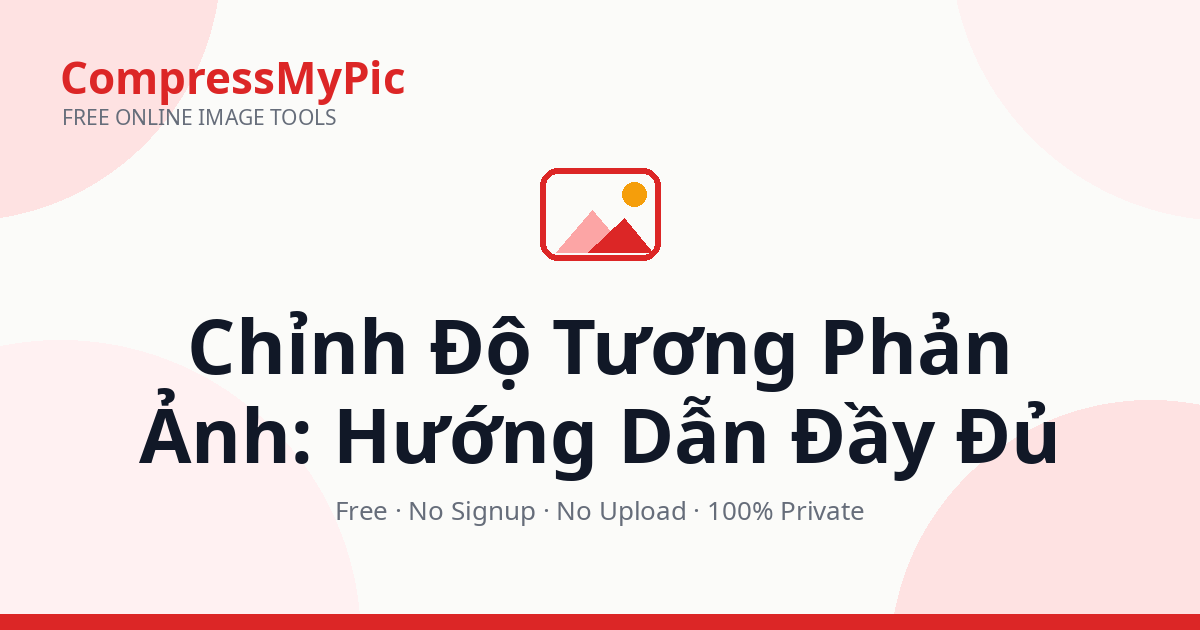 CompressMyPic
FREE ONLINE IMAGE TOOLS
Chỉnh Độ Tương Phản
Ảnh: Hướng Dẫn Đầy Đủ
Free · No Signup · No Upload · 100% Private